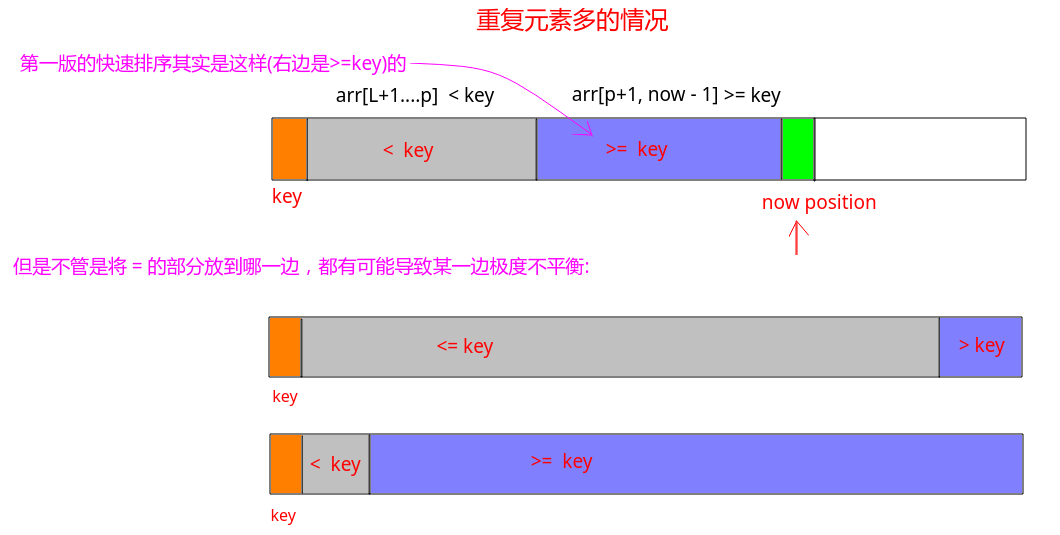 重复元素多的情况
第一版的快速排序其实是这样(右边是>=key)的
arr[L+1....p]  < key
arr[p+1, now - 1] >= key
<  key
>=  key
key
now position
但是不管是将 = 的部分放到哪一边，都有可能导致某一边极度不平衡:
<= key
> key
key
<  key
>=  key
key